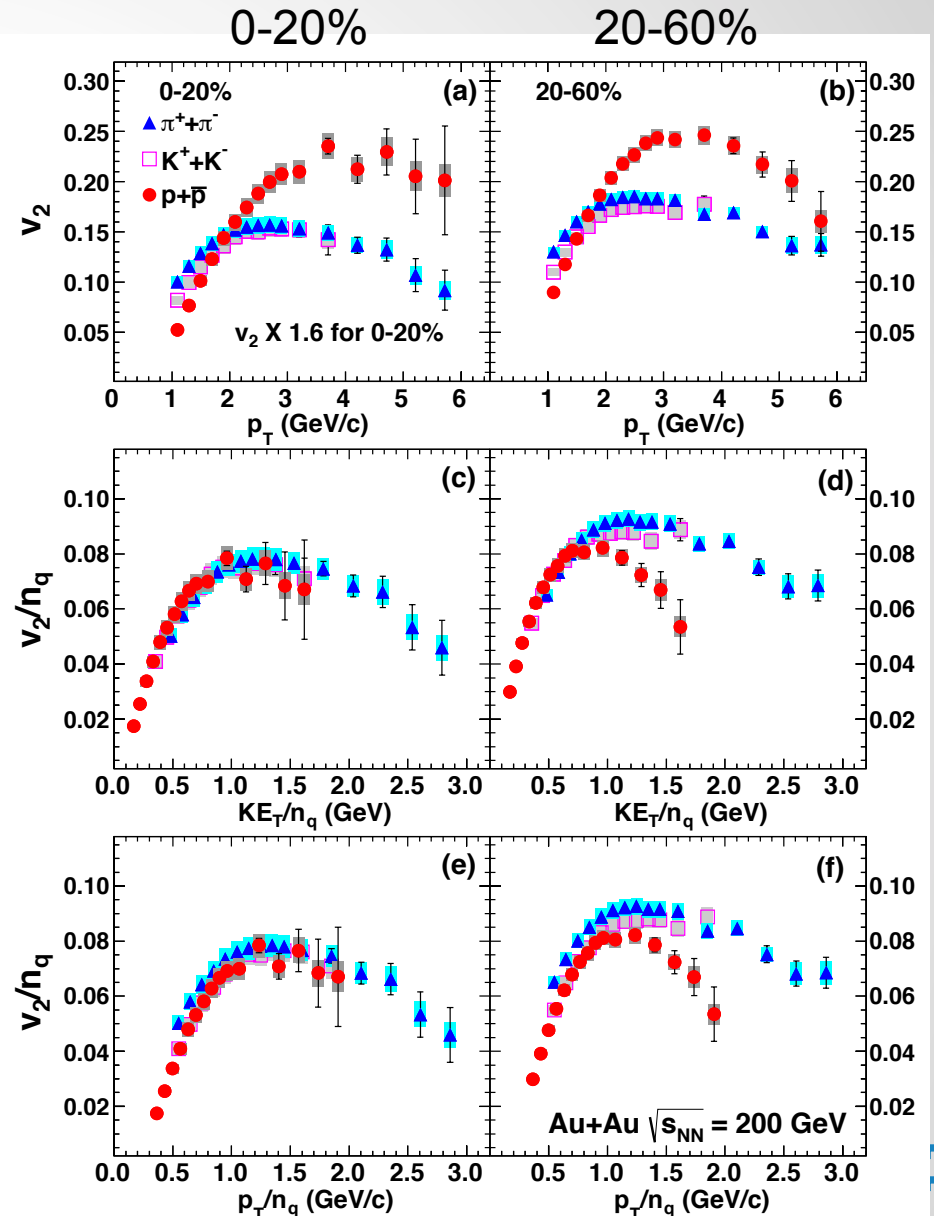 0-20% 20-60%
(a) (b)
0-20% 20-60%
π⁺+π⁻
K⁺+K⁻
p+p̅
v₂ X 1.6 for 0-20%
v₂
0.30 0.25 0.20 0.15 0.10 0.05
0 1 2 3 4 5 6
1 2 3 4 5 6
0.30 0.25 0.20 0.15 0.10 0.05
p_T (GeV/c) p_T (GeV/c)
(c) (d)
v₂/n_q
0.10 0.08 0.06 0.04 0.02
0.0 0.5 1.0 1.5 2.0 2.5 3.0
0.5 1.0 1.5 2.0 2.5 3.0
0.10 0.08 0.06 0.04 0.02
KE_T/n_q (GeV) KE_T/n_q (GeV)
(e) (f)
v₂/n_q
0.10 0.08 0.06 0.04 0.02
Au+Au √s_NN = 200 GeV
0.0 0.5 1.0 1.5 2.0 2.5 3.0
0.5 1.0 1.5 2.0 2.5 3.0
0.10 0.08 0.06 0.04 0.02
p_T/n_q (GeV/c) p_T/n_q (GeV/c)